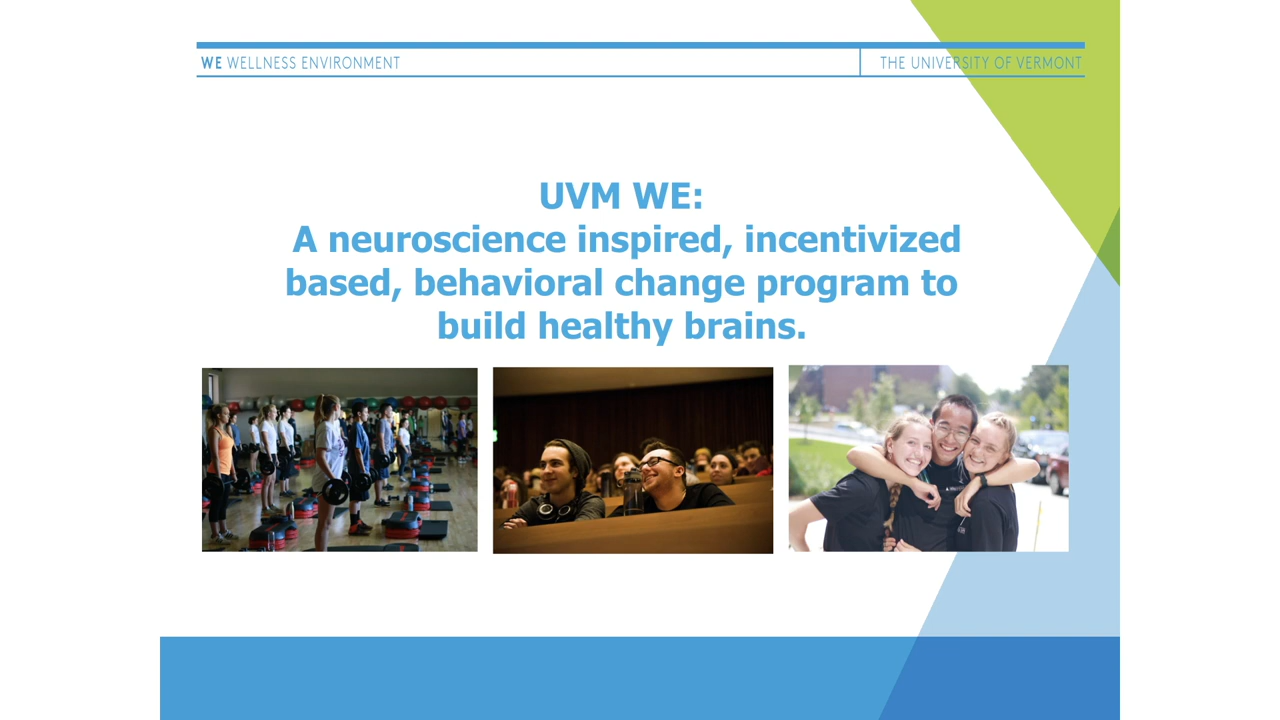 WE WELLNESS ENVIRONMENT
THE UNIVERSITY OF VERMONT
UVM WE:
A neuroscience inspired, incentivized
based, behavioral change program to
build healthy brains.